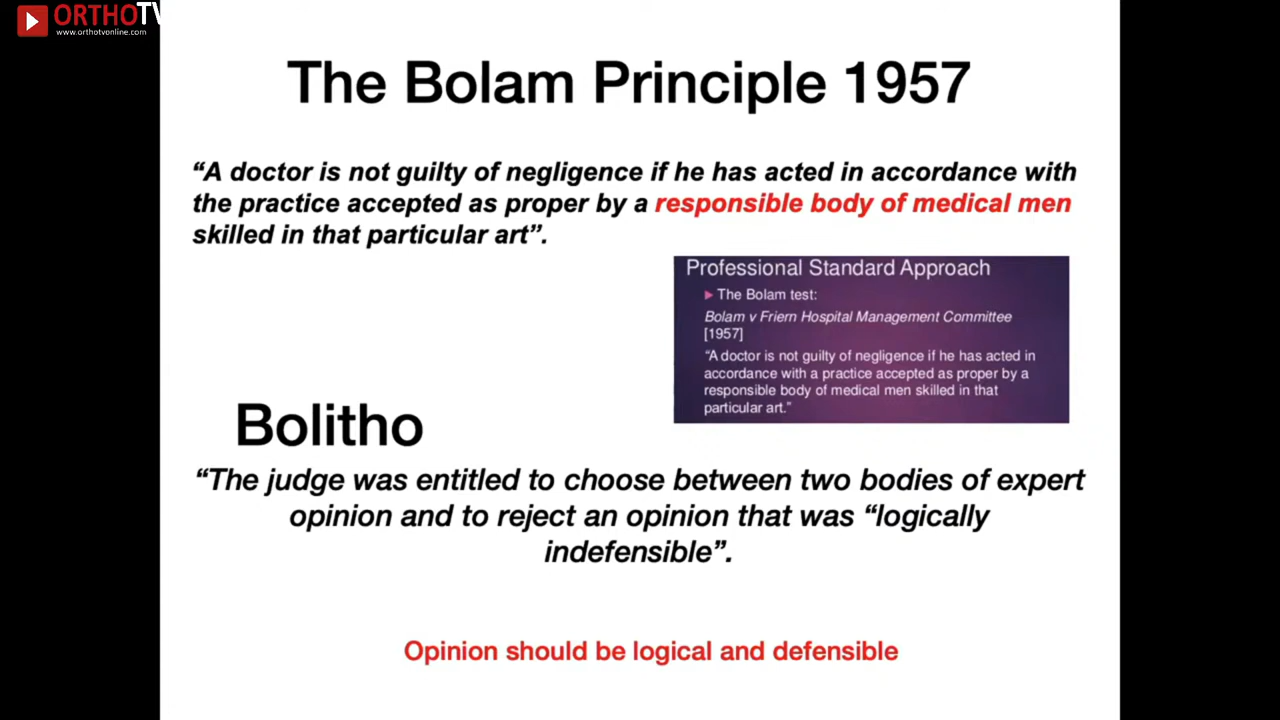 ORTHOTV
www.orthotvonline.com
The Bolam Principle 1957
“A doctor is not guilty of negligence if he has acted in accordance with
the practice accepted as proper by a responsible body of medical men
skilled in that particular art”.
Professional Standard Approach
The Bolam test:
Bolam v Friern Hospital Management Committee
[1957]
“A doctor is not guilty of negligence if he has acted in
accordance with a practice accepted as proper by a
responsible body of medical men skilled in that
particular art.”
Bolitho
“The judge was entitled to choose between two bodies of expert
opinion and to reject an opinion that was “logically
indefensible”.
Opinion should be logical and defensible